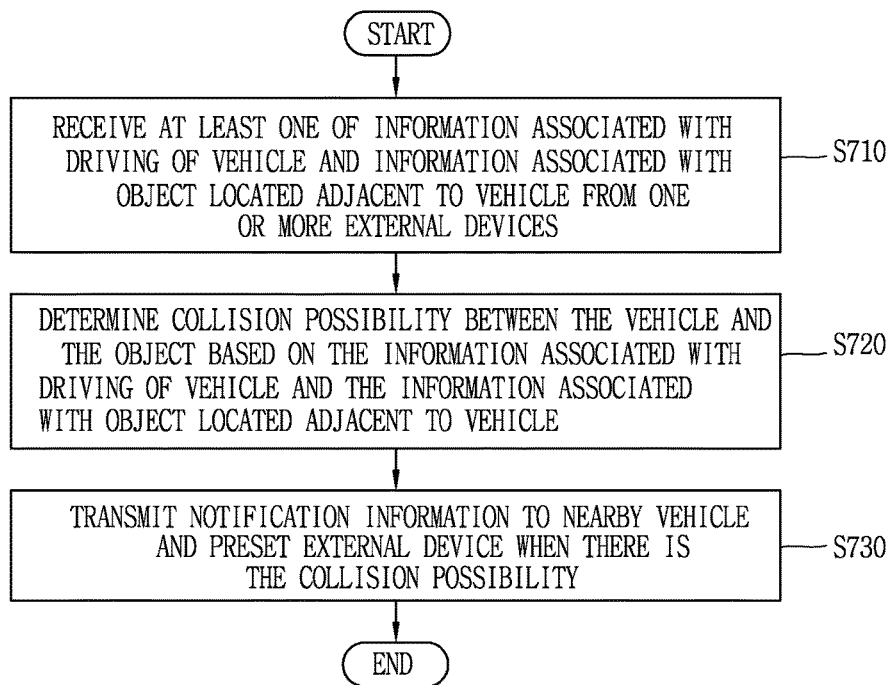 START
RECEIVE AT LEAST ONE OF INFORMATION ASSOCIATED WITH
DRIVING OF VEHICLE AND INFORMATION ASSOCIATED WITH
OBJECT LOCATED ADJACENT TO VEHICLE FROM ONE
OR MORE EXTERNAL DEVICES
S710
DETERMINE COLLISION POSSIBILITY BETWEEN THE VEHICLE AND
THE OBJECT BASED ON THE INFORMATION ASSOCIATED WITH
DRIVING OF VEHICLE AND THE INFORMATION ASSOCIATED
WITH OBJECT LOCATED ADJACENT TO VEHICLE
S720
TRANSMIT NOTIFICATION INFORMATION TO NEARBY VEHICLE
AND PRESET EXTERNAL DEVICE WHEN THERE IS
THE COLLISION POSSIBILITY
S730
END